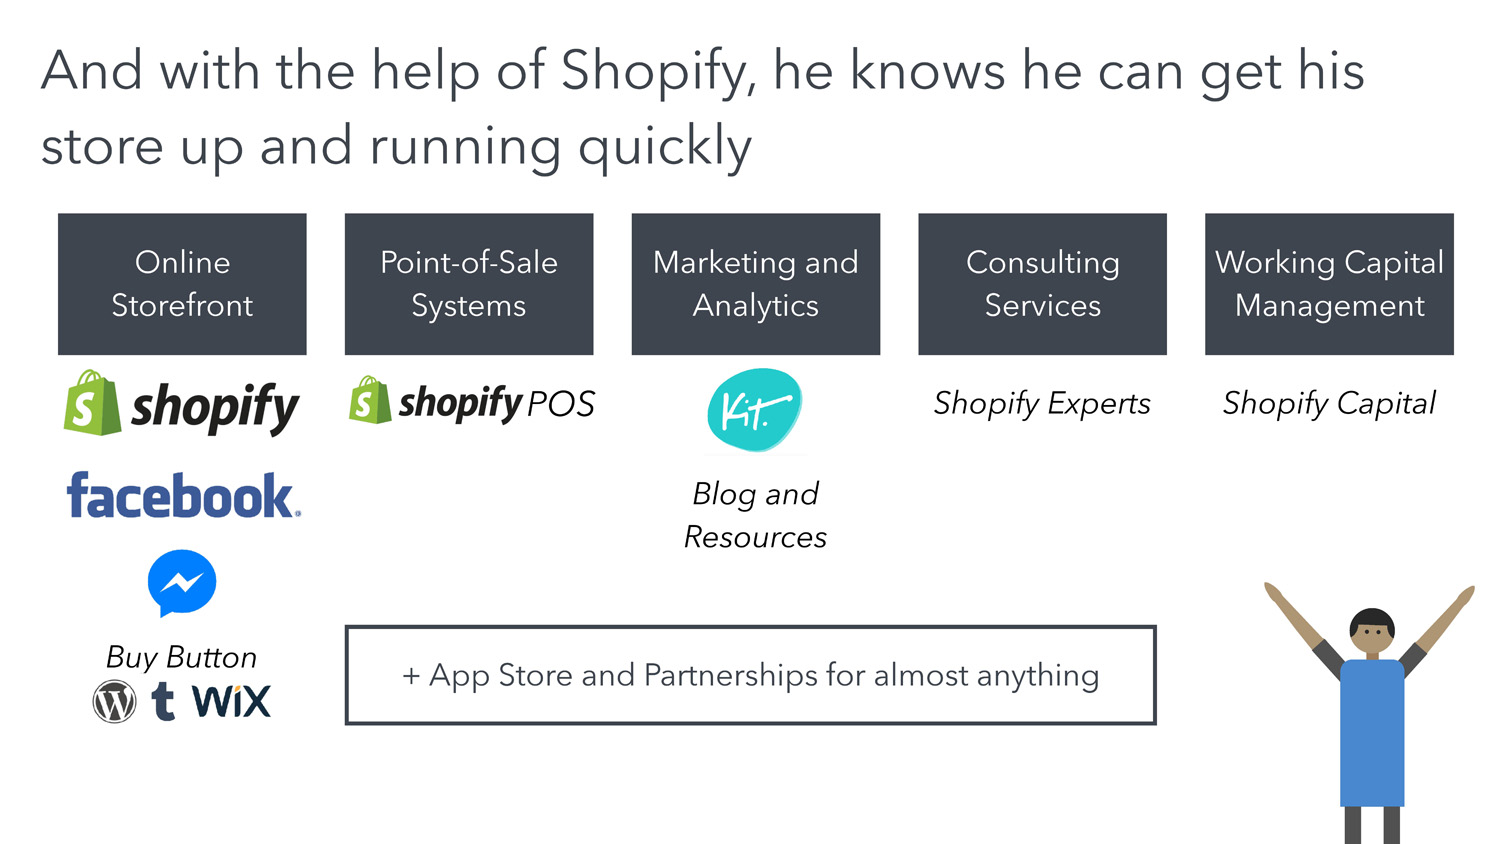 And with the help of Shopify, he knows he can get his
store up and running quickly
Online
Storefront
Point-of-Sale
Systems
Marketing and
Analytics
Consulting
Services
Working Capital
Management
shopify
facebook
Buy Button
W t WiX
shopify POS
Kit.
Blog and
Resources
Shopify Experts
Shopify Capital
+ App Store and Partnerships for almost anything